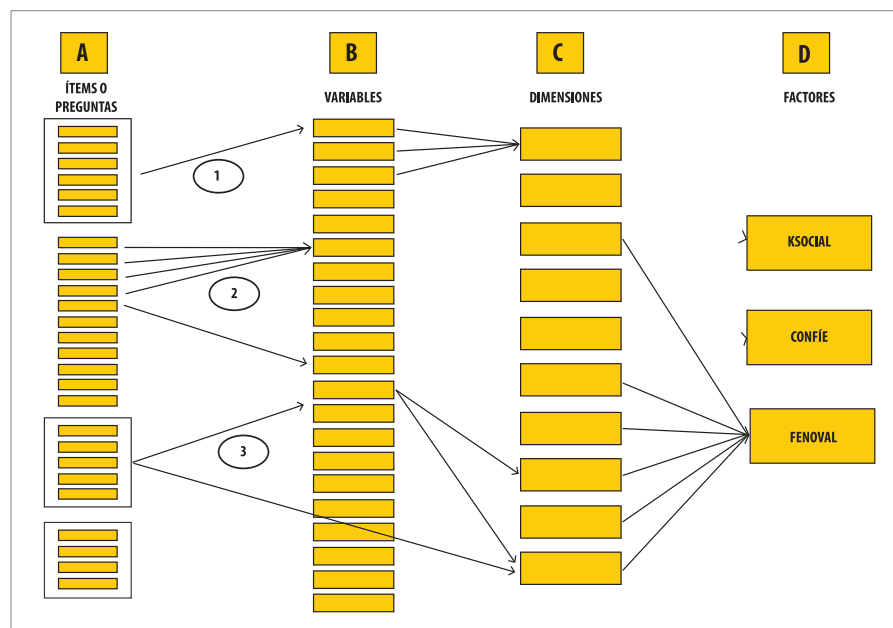 A
B
C
D
ÍTEMS O
PREGUNTAS
VARIABLES
DIMENSIONES
FACTORES
1
2
3
KSOCIAL
CONFÍE
FENOVAL